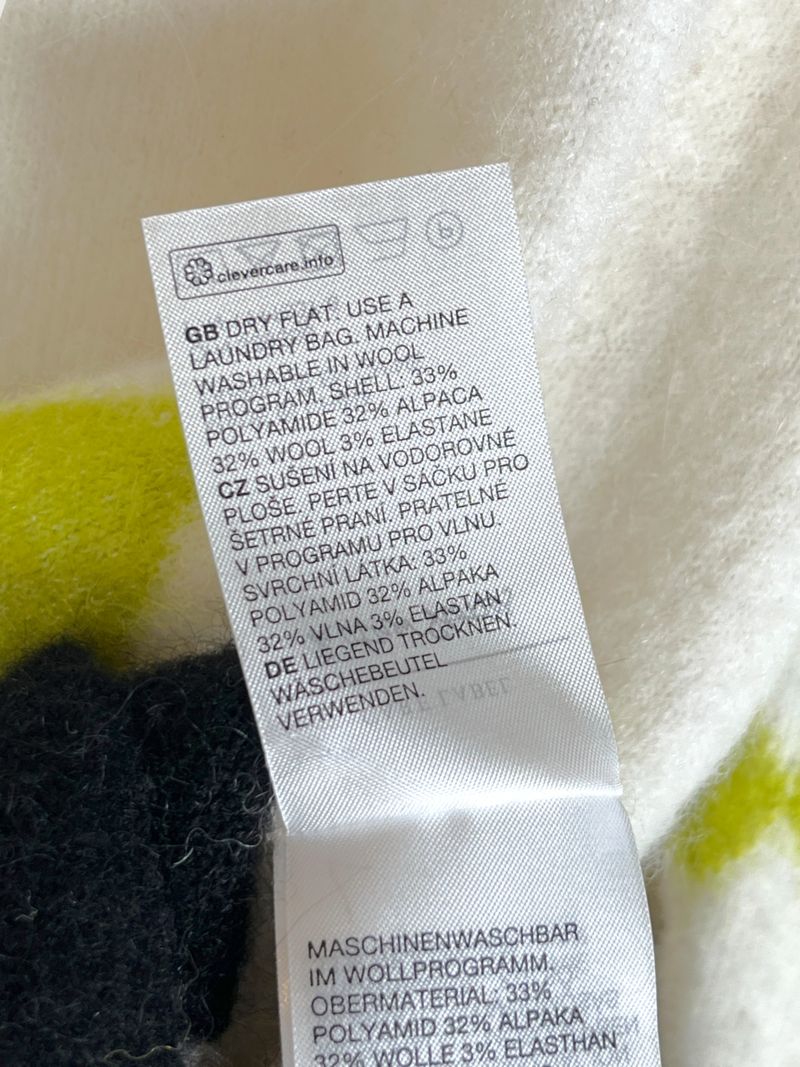 clevercare.info
GB DRY FLAT. USE A
LAUNDRY BAG. MACHINE
WASHABLE IN WOOL
PROGRAM. SHELL: 33%
POLYAMIDE 32% ALPACA
32% WOOL 3% ELASTANE
CZ SUŠENÍ NA VODOROVNÉ
PLOŠE. PERTE V SÁČKU PRO
ŠETRNÉ PRANÍ. PRATELNÉ
V PROGRAMU PRO VLNU.
SVRCHNÍ LÁTKA: 33%
POLYAMID 32% ALPAKA
32% VLNA 3% ELASTAN
DE LIEGEND TROCKNEN.
WÄSCHEBEUTEL
VERWENDEN.
MASCHINENWASCHBAR
IM WOLLPROGRAMM.
OBERMATERIAL: 33%
POLYAMID 32% ALPAKA
32% WOLLE 3% ELASTHAN